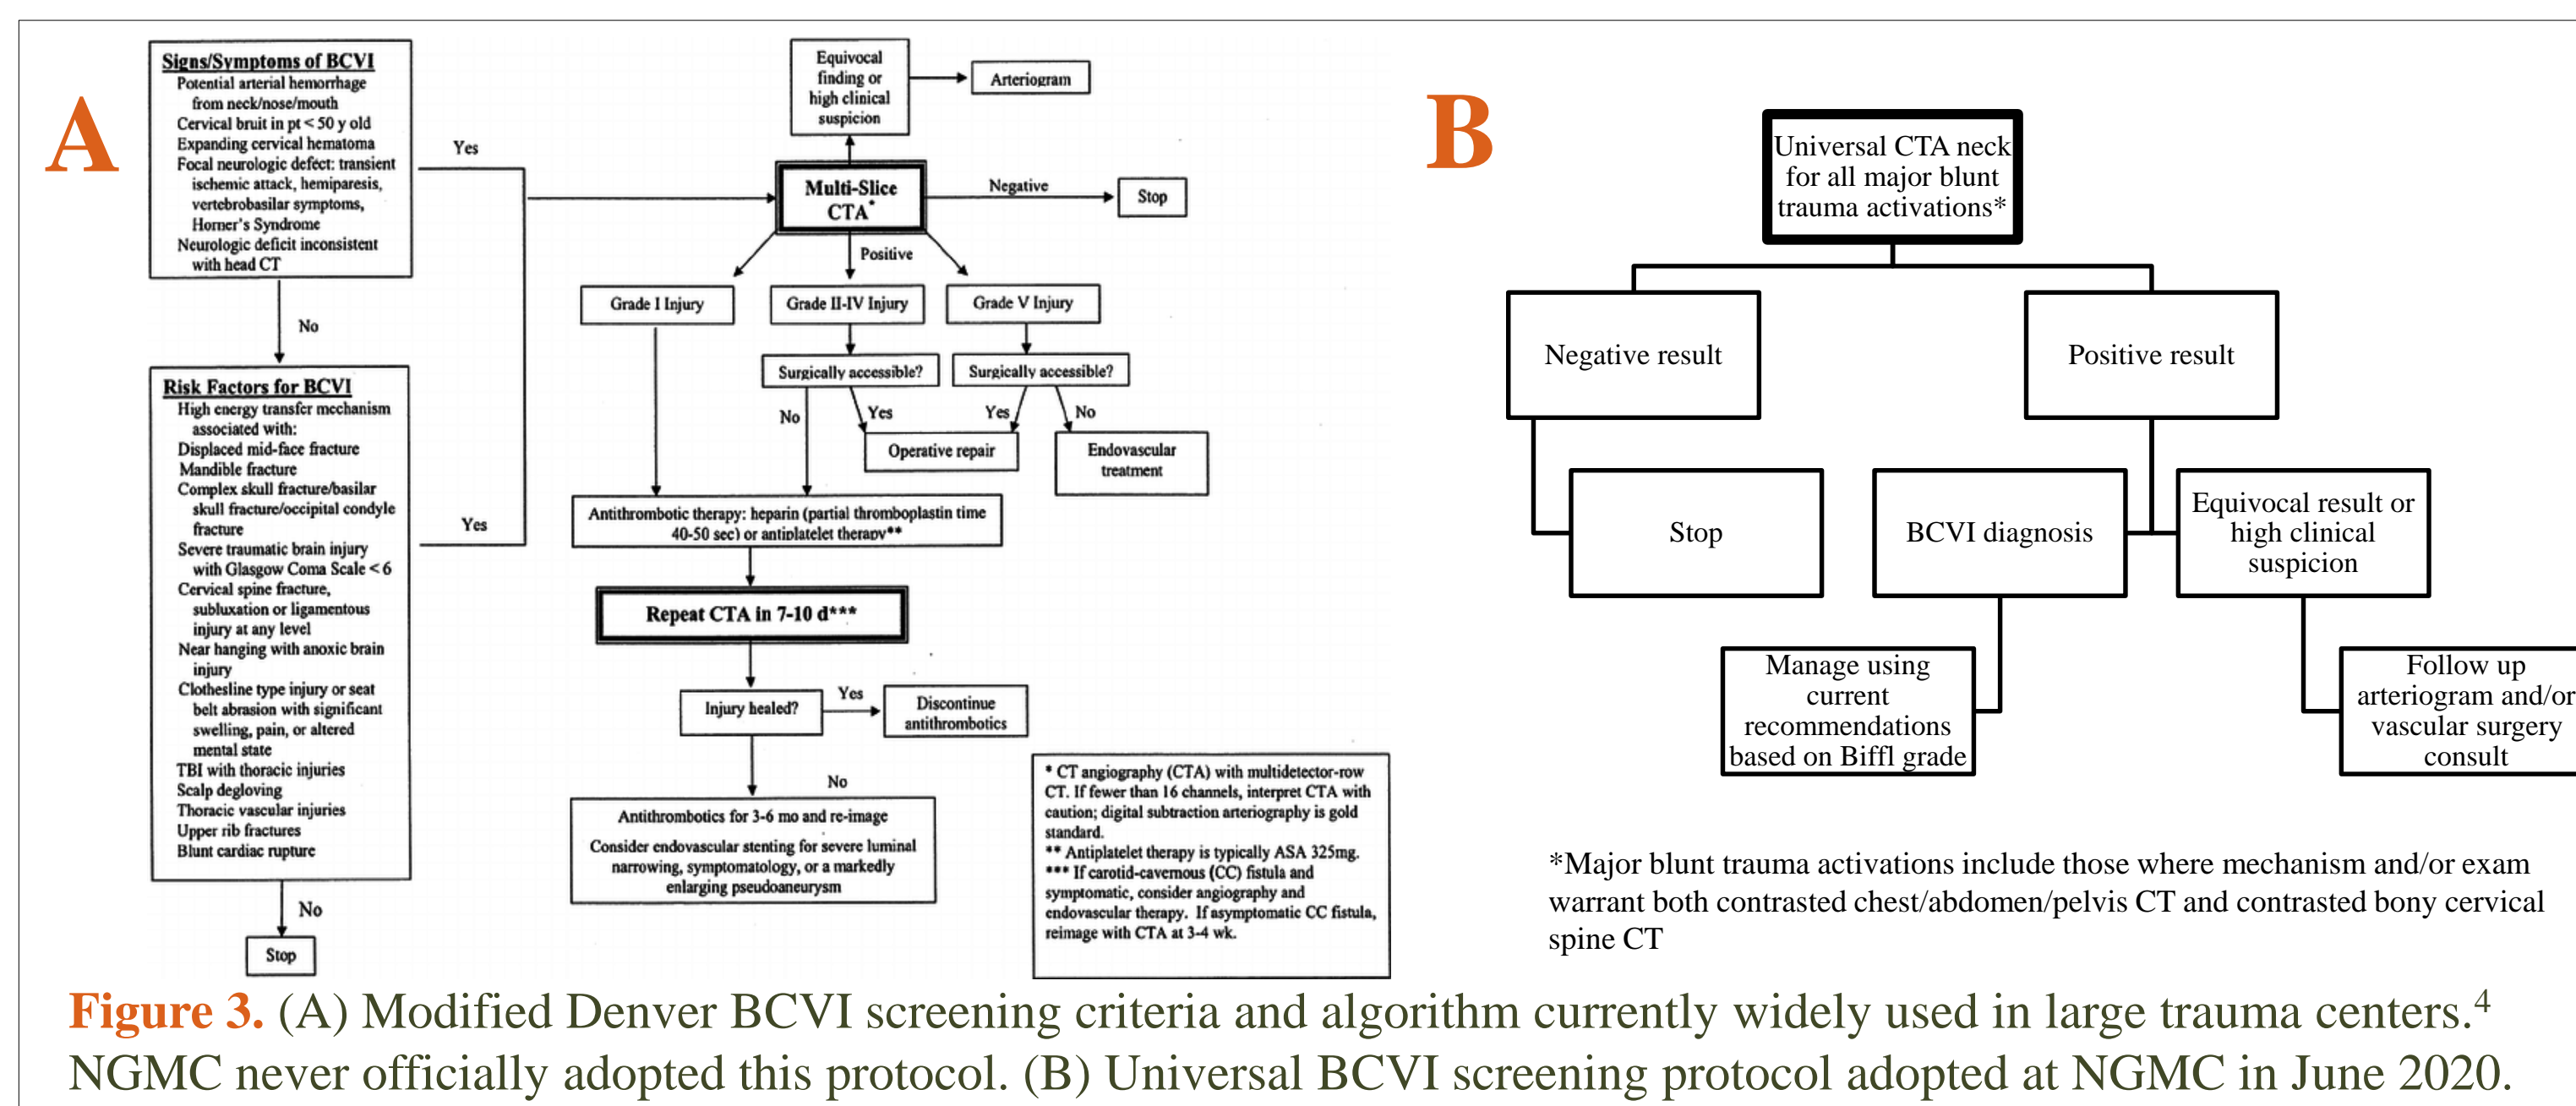 A
Signs/Symptoms of BCVI
Potential arterial hemorrhage
from neck/nose/mouth
Cervical bruit in pt < 50 y old
Expanding cervical hematoma
Focal neurologic defect: transient
ischemic attack, hemiparesis,
vertebrobasilar symptoms,
Horner's Syndrome
Neurologic deficit inconsistent
with head CT
Yes
No
Risk Factors for BCVI
High energy transfer mechanism
associated with:
Displaced mid-face fracture
Mandible fracture
Complex skull fracture/basilar
skull fracture/occipital condyle
fracture
Severe traumatic brain injury
with Glasgow Coma Scale < 6
Cervical spine fracture,
subluxation or ligamentous
injury at any level
Near hanging with anoxic brain
injury
Clothesline type injury or seat
belt abrasion with significant
swelling, pain, or altered
mental state
TBI with thoracic injuries
Scalp degloving
Thoracic vascular injuries
Upper rib fractures
Blunt cardiac rupture
Yes
No
Stop
Equivocal
finding or
high clinical
suspicion
Arteriogram
Multi-Slice
CTA*
Negative
Stop
Positive
Grade I Injury
Grade II-IV Injury
Grade V Injury
Surgically accessible?
Surgically accessible?
No
Yes
Yes
No
Operative repair
Endovascular
treatment
Antithrombotic therapy: heparin (partial thromboplastin time
40-50 sec) or antiplatelet therapy**
Repeat CTA in 7-10 d***
Injury healed?
Yes
Discontinue
antithrombotics
No
Antithrombotics for 3-6 mo and re-image
Consider endovascular stenting for severe luminal
narrowing, symptomatology, or a markedly
enlarging pseudoaneurysm
* CT angiography (CTA) with multidetector-row
CT. If fewer than 16 channels, interpret CTA with
caution; digital subtraction arteriography is gold
standard.
** Antiplatelet therapy is typically ASA 325mg.
*** If carotid-cavernous (CC) fistula and
symptomatic, consider angiography and
endovascular therapy. If asymptomatic CC fistula,
reimage with CTA at 3-4 wk.
B
Universal CTA neck
for all major blunt
trauma activations*
Negative result
Positive result
Stop
BCVI diagnosis
Equivocal result or
high clinical
suspicion
Manage using
current
recommendations
based on Biffl grade
Follow up
arteriogram and/or
vascular surgery
consult
*Major blunt trauma activations include those where mechanism and/or exam
warrant both contrasted chest/abdomen/pelvis CT and contrasted bony cervical
spine CT
Figure 3. (A) Modified Denver BCVI screening criteria and algorithm currently widely used in large trauma centers.4
NGMC never officially adopted this protocol. (B) Universal BCVI screening protocol adopted at NGMC in June 2020.